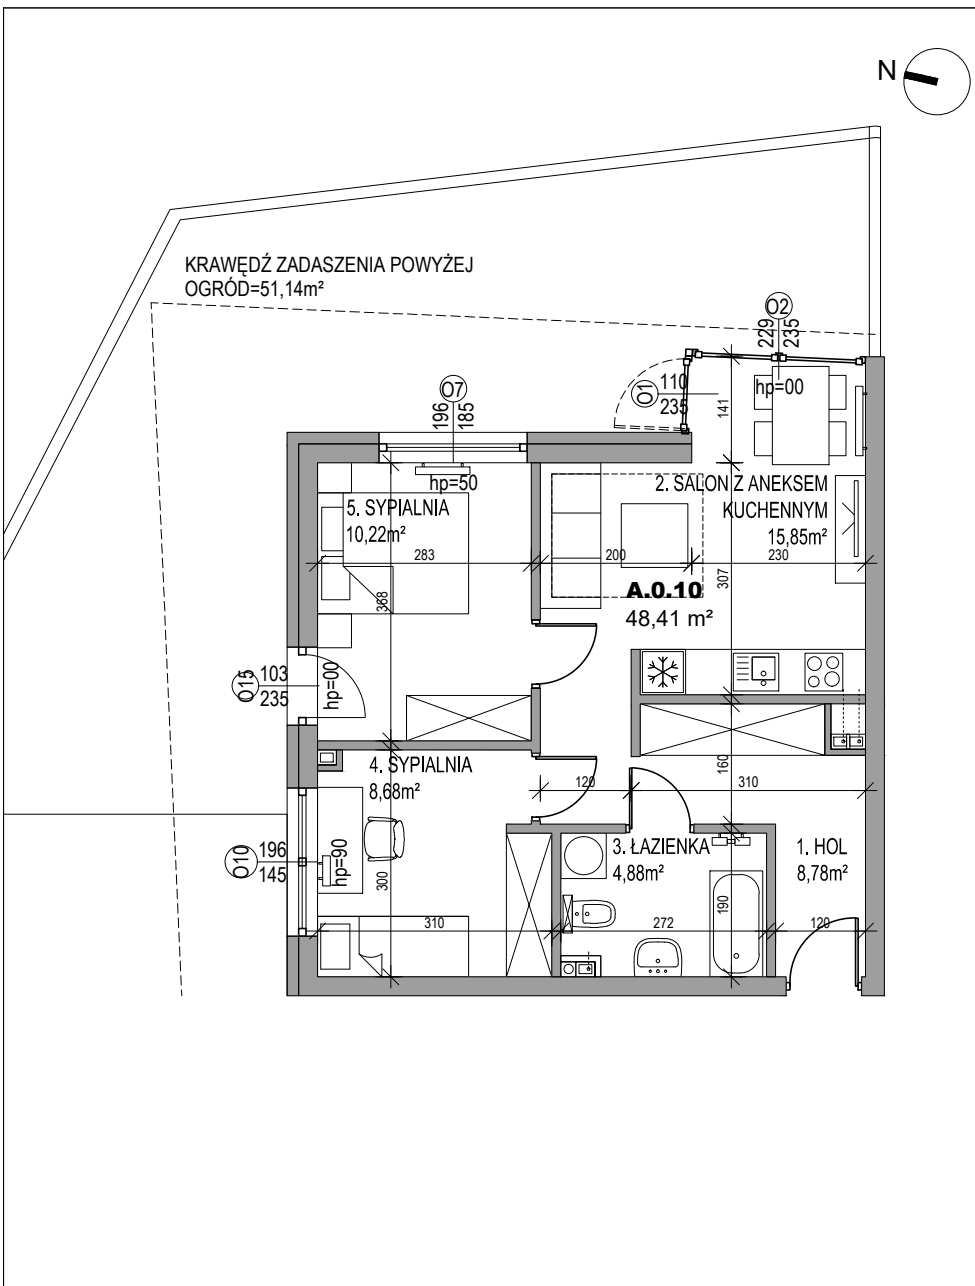 N
KRAWĘDŹ ZADASZENIA POWYŻEJ
OGRÓD=51,14m²
O2
229
235
O7
196
185
O1
110
235
hp=00
141
hp=50
5. SYPIALNIA
10,22m²
2. SALON Z ANEKSEM
KUCHENNYM
15,85m²
283
200
230
307
368
A.0.10
48,41 m²
O15
103
235
hp=00
4. SYPIALNIA
8,68m²
120
160
310
O10
196
145
hp=90
3. ŁAZIENKA
4,88m²
1. HOL
8,78m²
300
190
310
272
120